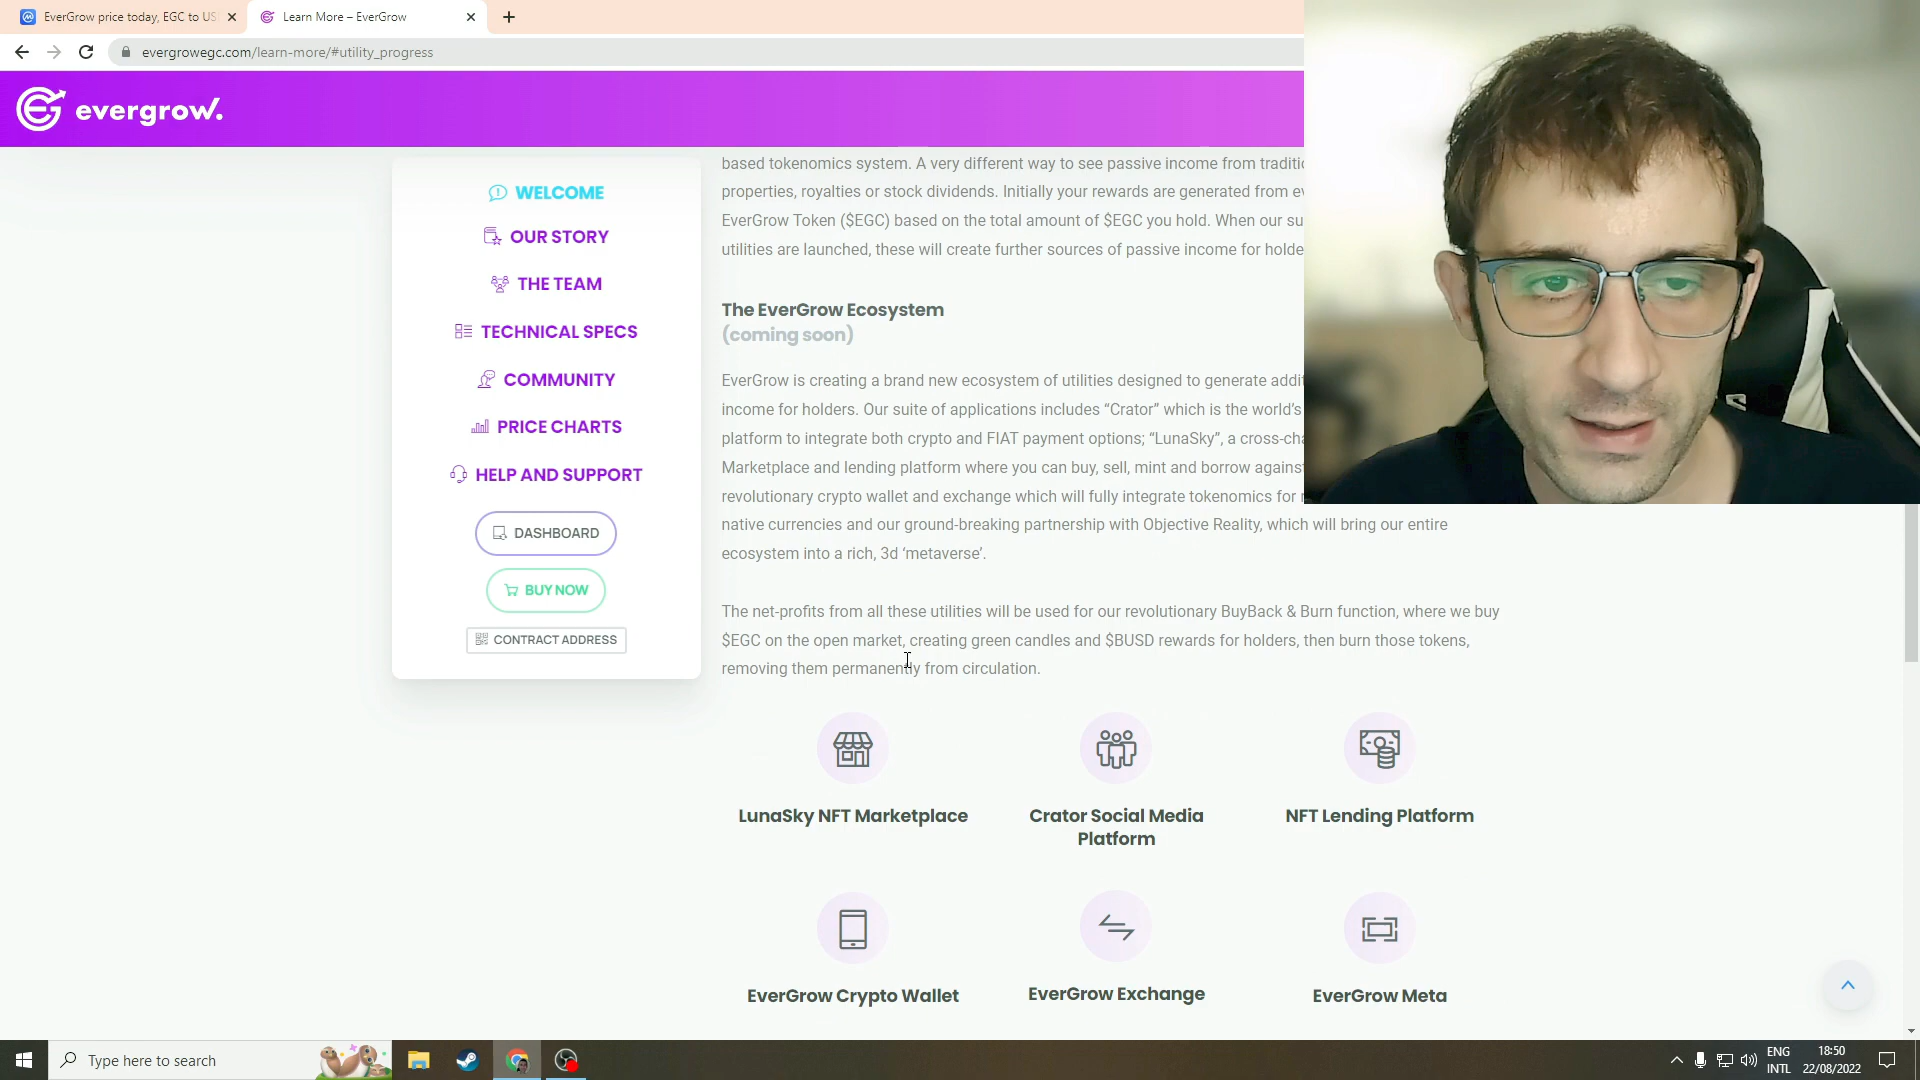 EverGrow price today, EGC to US
Learn More – EverGrow
evergrowegc.com/learn-more/#utility_progress
evergrow.
WELCOME
OUR STORY
THE TEAM
TECHNICAL SPECS
COMMUNITY
PRICE CHARTS
HELP AND SUPPORT
DASHBOARD
BUY NOW
CONTRACT ADDRESS
based tokenomics system. A very different way to see passive income from traditio
properties, royalties or stock dividends. Initially your rewards are generated from ev
EverGrow Token ($EGC) based on the total amount of $EGC you hold. When our su
utilities are launched, these will create further sources of passive income for holde
The EverGrow Ecosystem
(coming soon)
EverGrow is creating a brand new ecosystem of utilities designed to generate addit
income for holders. Our suite of applications includes “Crator” which is the world’s
platform to integrate both crypto and FIAT payment options; “LunaSky”, a cross-cha
Marketplace and lending platform where you can buy, sell, mint and borrow against
revolutionary crypto wallet and exchange which will fully integrate tokenomics for
native currencies and our ground-breaking partnership with Objective Reality, which will bring our entire
ecosystem into a rich, 3d ‘metaverse’.
The net-profits from all these utilities will be used for our revolutionary BuyBack & Burn function, where we buy
$EGC on the open market, creating green candles and $BUSD rewards for holders, then burn those tokens,
removing them permanently from circulation.
LunaSky NFT Marketplace
Crator Social Media
Platform
NFT Lending Platform
EverGrow Crypto Wallet
EverGrow Exchange
EverGrow Meta
Type here to search
ENG
INTL
18:50
22/08/2022